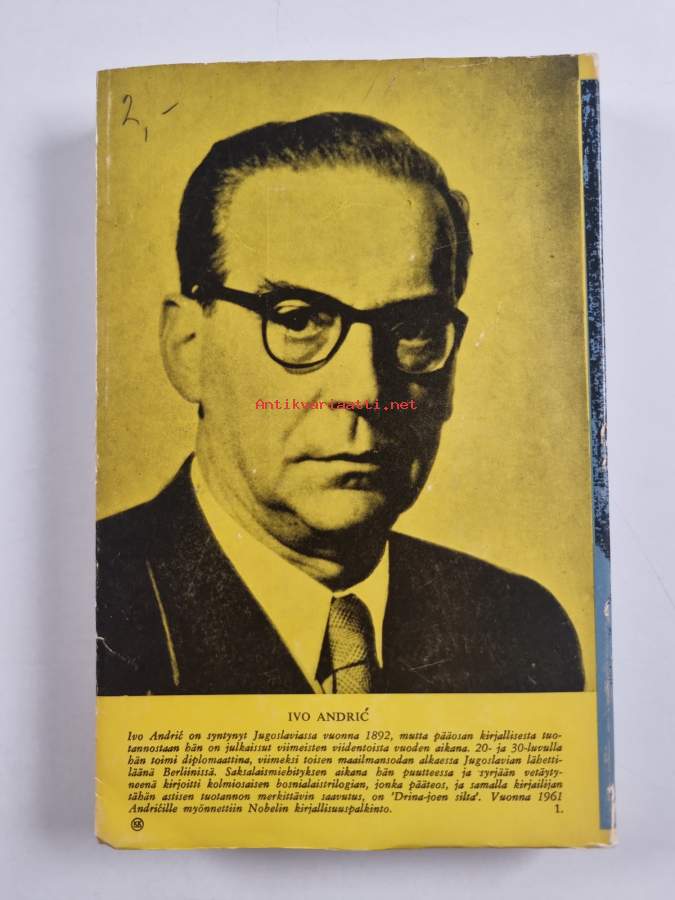 2,-
Antikvariaatti.net
IVO ANDRIĆ
Ivo Andrić on syntynyt Jugoslaviassa vuonna 1892, mutta pääosan kirjallisesta tuo-
tannostaan hän on julkaissut viimeisten viidentoista vuoden aikana. 20- ja 30-luvulla
hän toimi diplomaattina, viimeksi toisen maailmansodan alkaessa Jugoslavian lähetti-
läänä Berliinissä. Saksalaismiehityksen aikana hän puutteessa ja syrjään vetäyty-
neenä kirjoitti kolmiosaisen bosnialaistrilogian, jonka pääteos, ja samalla kirjailijan
tähän astisen tuotannon merkittävin saavutus, on 'Drina-joen silta'. Vuonna 1961
Andrićille myönnettiin Nobelin kirjallisuuspalkinto. 1.
SK